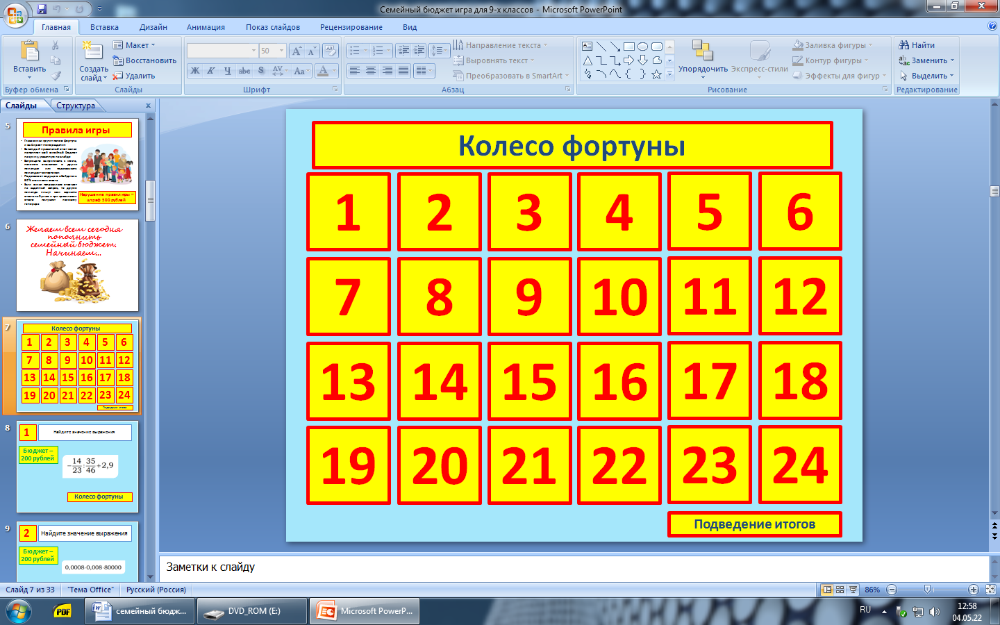 Семейный бюджет игра для 9-х классов - Microsoft PowerPoint
Главная Вставка Дизайн Анимация Показ слайдов Рецензирование Вид
Вставить
Буфер обмена
Создать слайд
Макет
Восстановить
Удалить
Слайды
50
Ж К Ч abc S AV Aa A
Шрифт
Направление текста
Выровнять текст
Преобразовать в SmartArt
Абзац
Упорядочить
Экспресс-стили
Заливка фигуры
Контур фигуры
Эффекты для фигур
Рисование
Найти
Заменить
Выделить
Редактирование
Слайды Структура x
5
Правила игры
Нарушение правил игры –
штраф 500 рублей
6
Желаем всем сегодня
пополнить
семейный бюджет.
Начинаем...
7
Колесо фортуны
1 2 3 4 5 6
7 8 9 10 11 12
13 14 15 16 17 18
19 20 21 22 23 24
Подведение итогов
8
1
Найдите значение выражения
Бюджет –
200 рублей
-14/23:35/46+2,9
Колесо фортуны
9
2
Найдите значение выражения
Бюджет –
200 рублей
0,0008·0,008·80000
Колесо фортуны
1 2 3 4 5 6
7 8 9 10 11 12
13 14 15 16 17 18
19 20 21 22 23 24
Подведение итогов
Заметки к слайду
Слайд 7 из 33 "Тема Office" Русский (Россия) 86%
PDF
семейный бюдж...
DVD_ROM (E:)
Microsoft PowerP...
RU
12:58
04.05.22